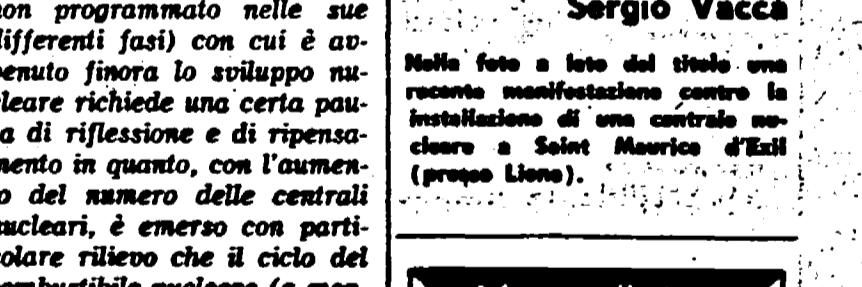 non programmato nelle sue
differenti fasi) con cui è av-
venuto finora lo sviluppo nu-
cleare richiede una certa pau-
sa di riflessione e di ripensa-
mento in quanto, con l'aumen-
to del numero delle centrali
nucleari, è emerso con parti-
colare rilievo che il ciclo del
combustibile nucleare
Sergio Vacca
Nella foto a lato del titolo una
recente manifestazione contro la
installazione di una centrale nu-
cleare a Saint Maurice d'Exil
(presso Lione).